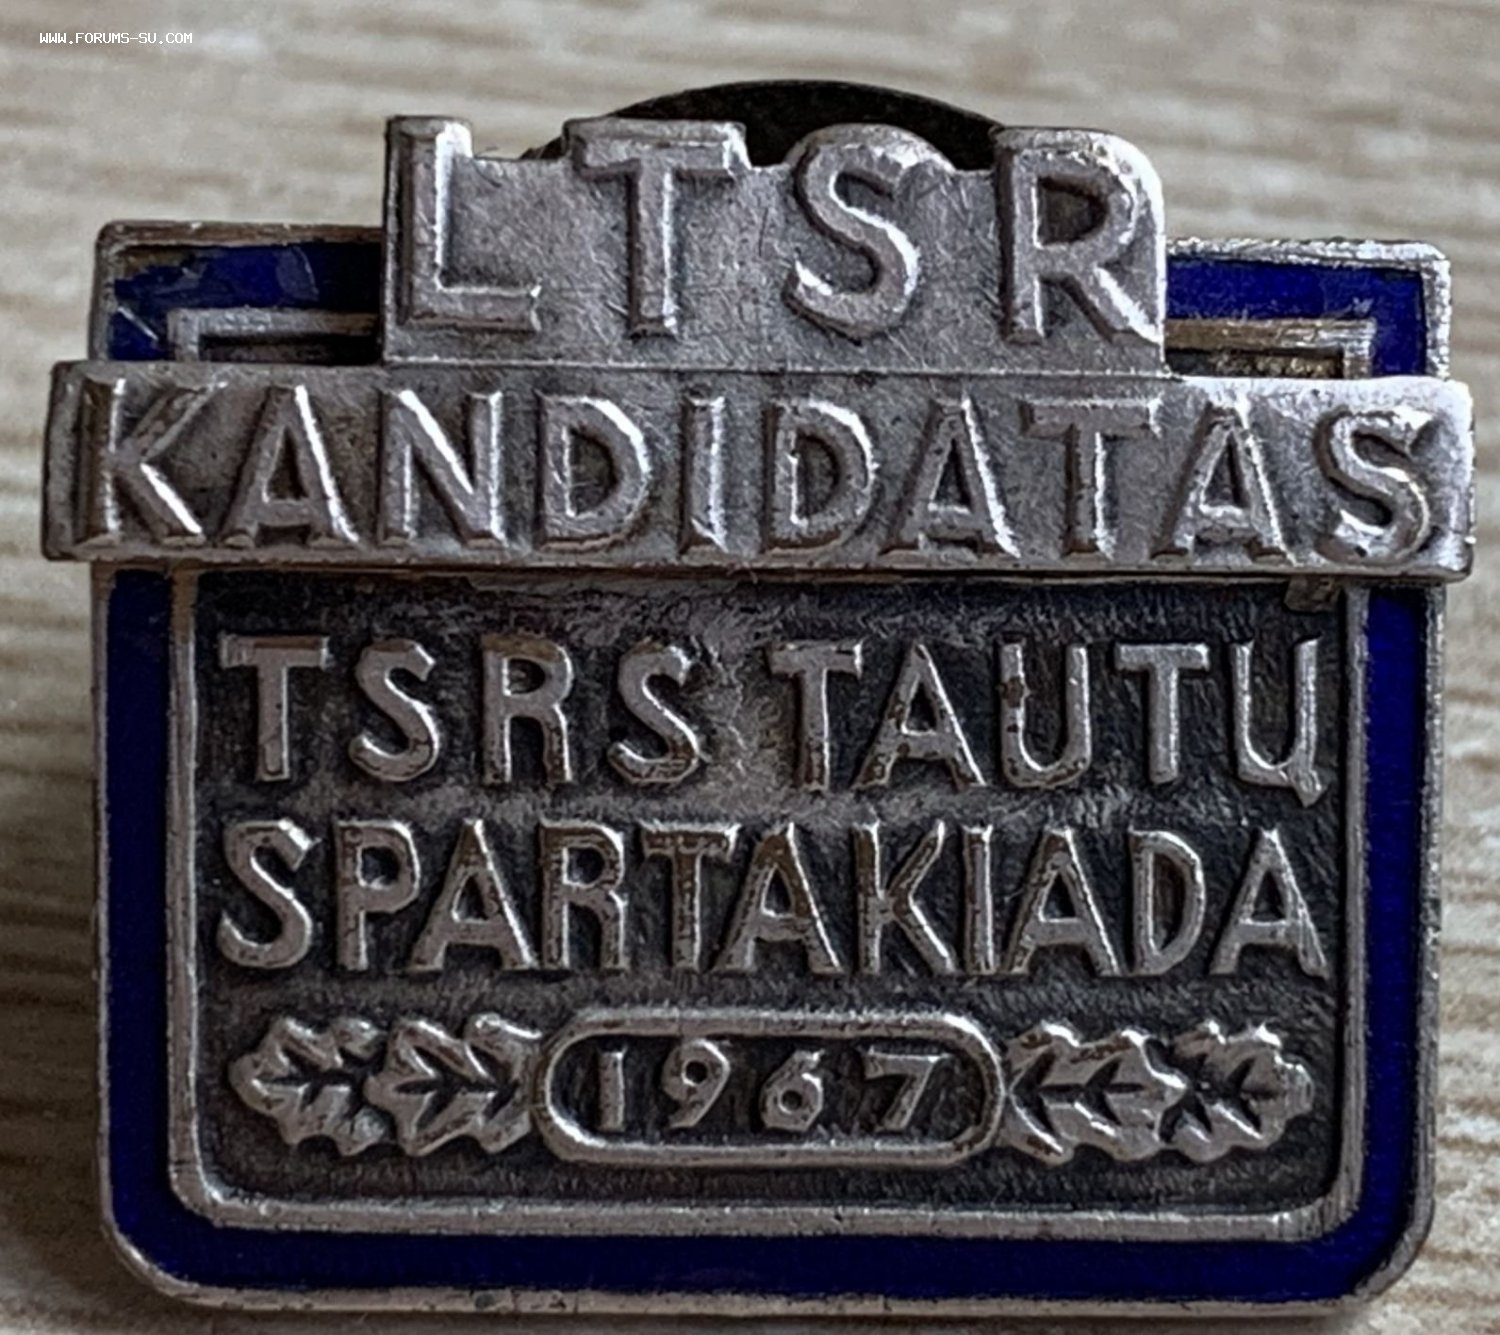 WWW.FORUMS-SU.COM
LTSR
KANDIDATAS
TSRS TAUTŲ
SPARTAKIADA
1967